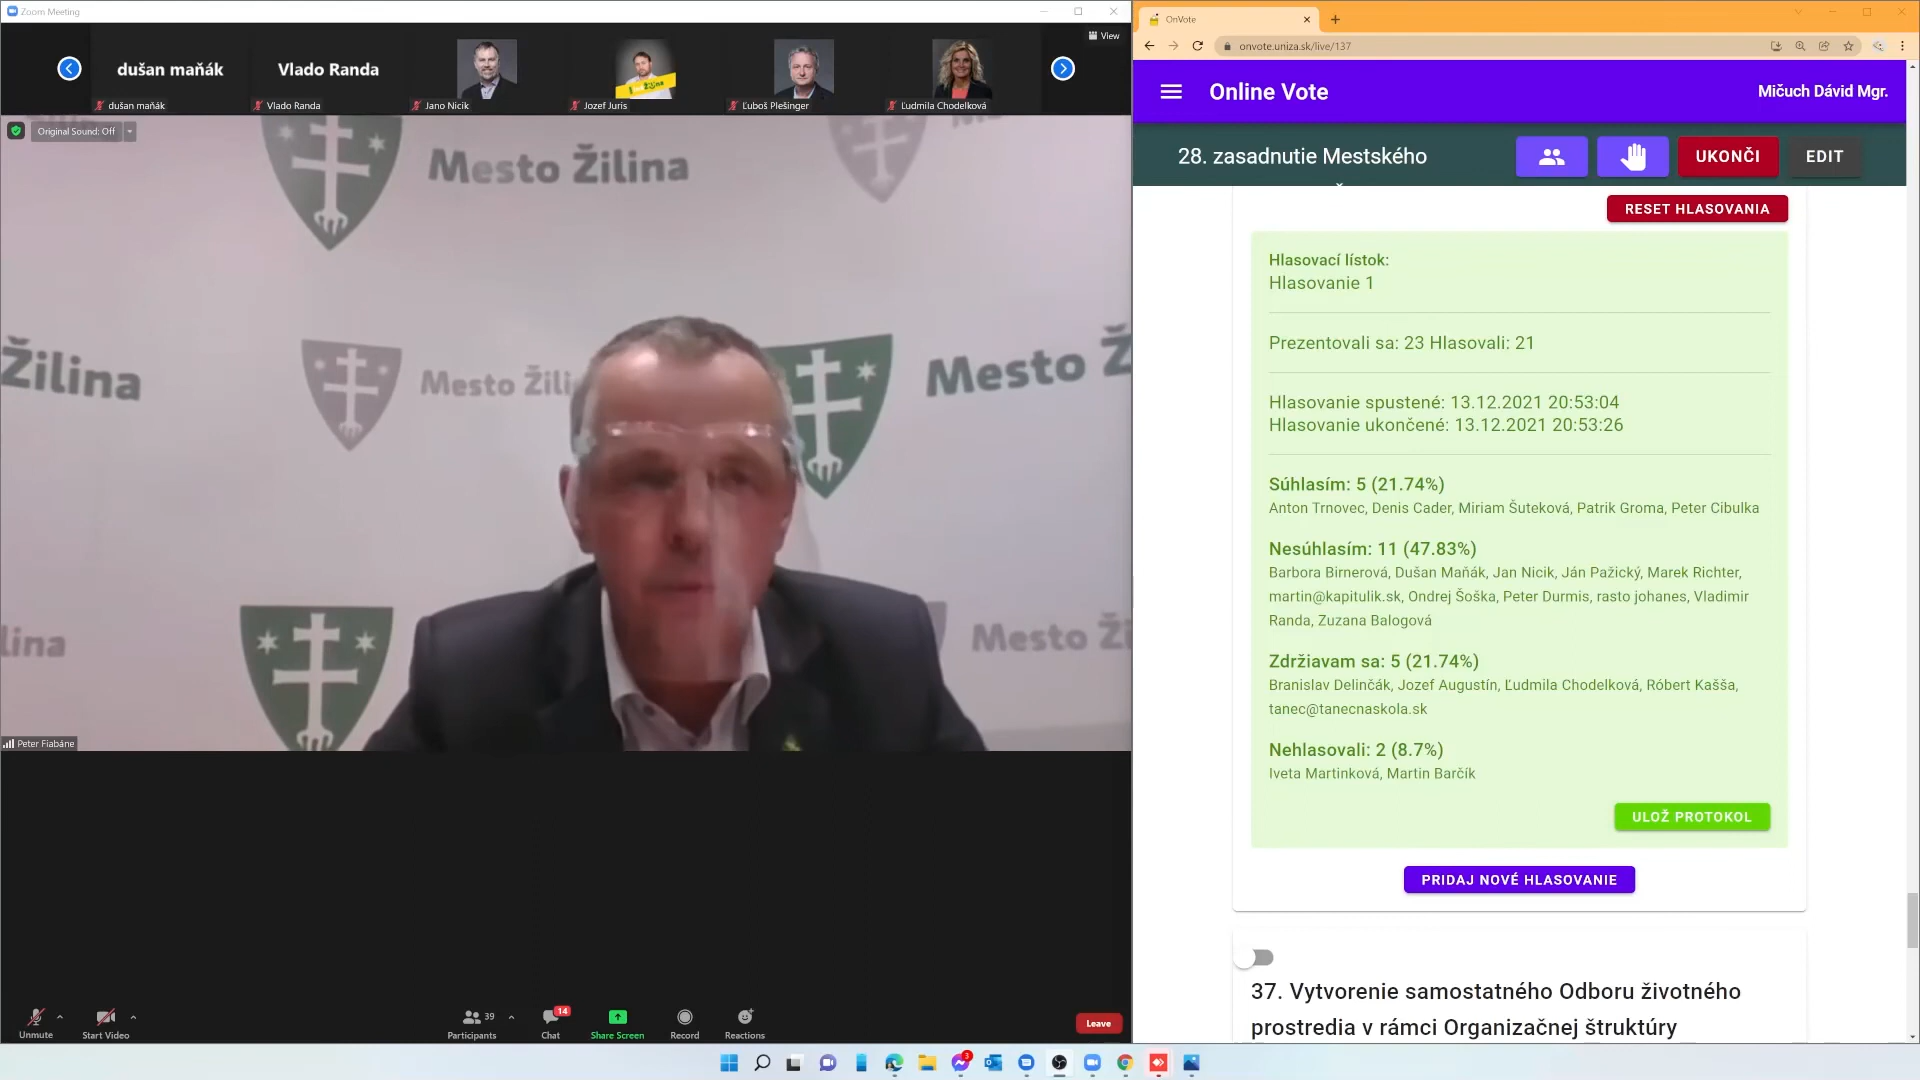 Zoom Meeting
View
dušan maňák
Vlado Randa
dušan maňák
Vlado Randa
Jano Nicík
Jozef Juris
Ľuboš Plešinger
Ľudmila Chodelková
Original Sound: Off
Mesto Žilina
Žilina
Mesto Žili
Mesto Ž
lina
Mesto Ži
Peter Fiabáne
Unmute
Start Video
39
Participants
14
Chat
Share Screen
Record
Reactions
Leave
OnVote
onvote.uniza.sk/live/137
Online Vote
Mičuch Dávid Mgr.
28. zasadnutie Mestského
UKONČI
EDIT
RESET HLASOVANIA
Hlasovací lístok:
Hlasovanie 1
Prezentovali sa: 23 Hlasovali: 21
Hlasovanie spustené: 13.12.2021 20:53:04
Hlasovanie ukončené: 13.12.2021 20:53:26
Súhlasím: 5 (21.74%)
Anton Trnovec, Denis Cader, Miriam Šuteková, Patrik Groma, Peter Cibulka
Nesúhlasím: 11 (47.83%)
Barbora Birnerová, Dušan Maňák, Jan Nicik, Ján Pažický, Marek Richter,
martin@kapitulik.sk, Ondrej Šoška, Peter Durmis, rasto johanes, Vladimir
Randa, Zuzana Balogová
Zdržiavam sa: 5 (21.74%)
Branislav Delinčák, Jozef Augustín, Ľudmila Chodelková, Róbert Kašša,
tanec@tanecnaskola.sk
Nehlasovali: 2 (8.7%)
Iveta Martinková, Martin Barčík
ULOŽ PROTOKOL
PRIDAJ NOVÉ HLASOVANIE
37. Vytvorenie samostatného Odboru životného
prostredia v rámci Organizačnej štruktúry
3